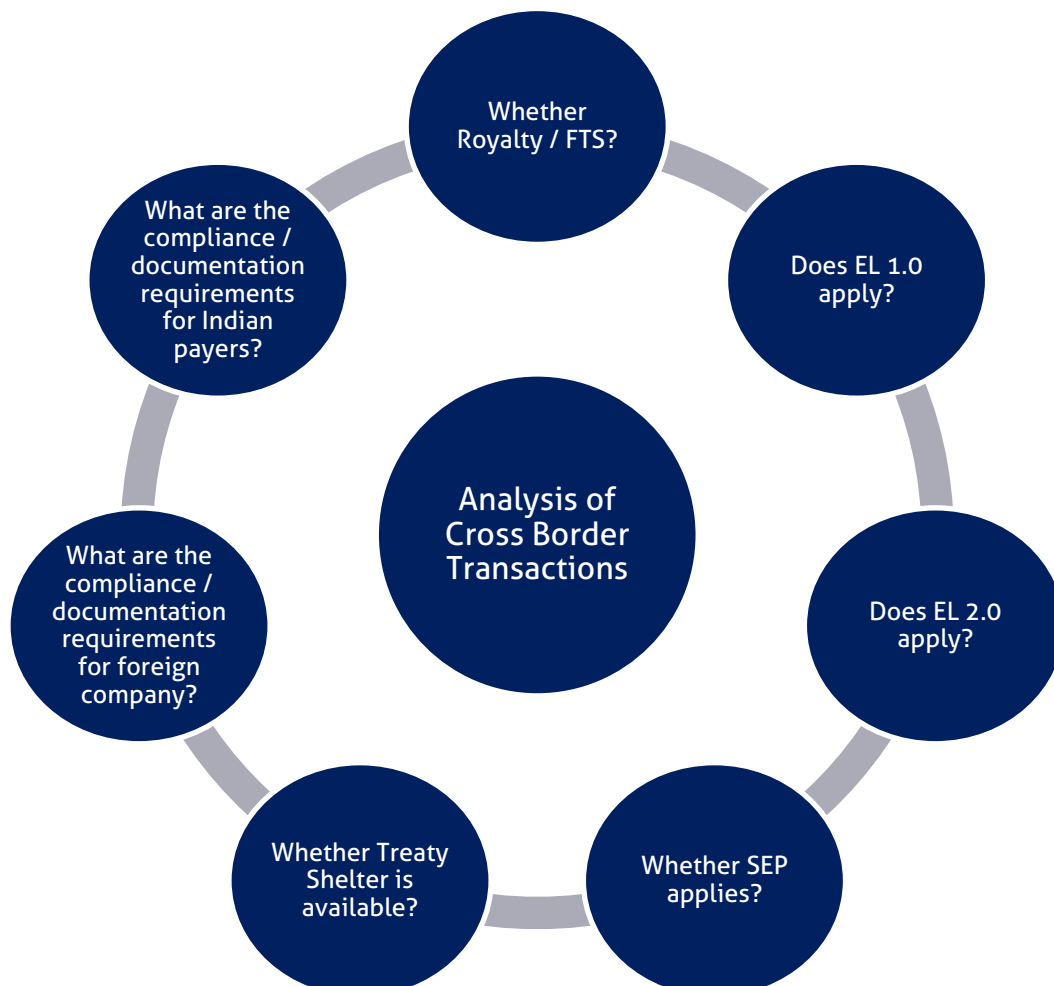 Whether
Royalty / FTS?
Does EL 1.0
apply?
Does EL 2.0
apply?
Whether SEP
applies?
Whether Treaty
Shelter is
available?
What are the
compliance /
documentation
requirements
for foreign
company?
What are the
compliance /
documentation
requirements
for Indian
payers?
Analysis of
Cross Border
Transactions